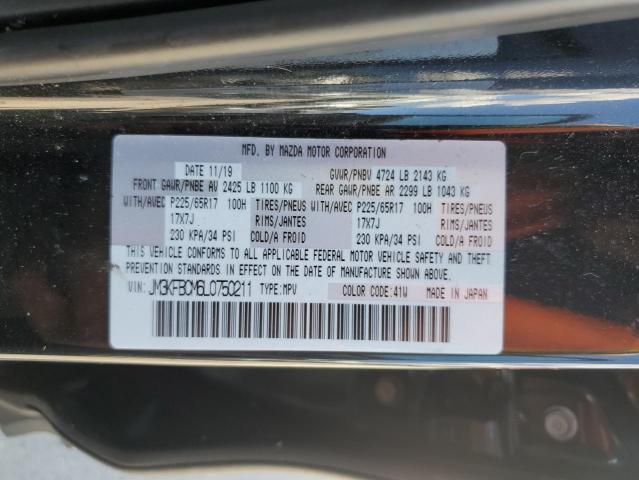 MFD. BY MAZDA MOTOR CORPORATION
DATE 11/19 GVWR/PNBV 4724 LB 2143 KG
FRONT GAWR/PNBE AV 2425 LB 1100 KG REAR GAWR/PNBE AR 2299 LB 1043 KG
WITH/AVEC P225/65R17 100H TIRES/PNEUS WITH/AVEC P225/65R17 100H TIRES/PNEUS
17X7J RIMS/JANTES 17X7J RIMS/JANTES
230 KPA/34 PSI COLD/A FROID 230 KPA/34 PSI COLD/A FROID
THIS VEHICLE CONFORMS TO ALL APPLICABLE FEDERAL MOTOR VEHICLE SAFETY AND THEFT
PREVENTION STANDARDS IN EFFECT ON THE DATE OF MANUFACTURE SHOWN ABOVE.
VIN: JM3KFBCM6L0750211 TYPE:MPV COLOR CODE:41W MADE IN JAPAN